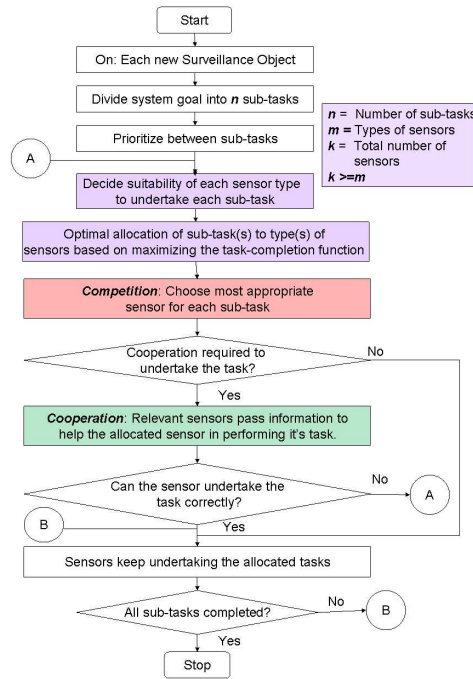 Start
On: Each new Surveillance Object
Divide system goal into n sub-tasks
Prioritize between sub-tasks
n = Number of sub-tasks
m = Types of sensors
k = Total number of
sensors
k >=m
A
Decide suitability of each sensor type
to undertake each sub-task
Optimal allocation of sub-task(s) to type(s) of
sensors based on maximizing the task-completion function
Competition: Choose most appropriate
sensor for each sub-task
Cooperation required to
undertake the task?
No
Yes
Cooperation: Relevant sensors pass information to
help the allocated sensor in performing it's task.
Can the sensor undertake the
task correctly?
No
A
B
Yes
Sensors keep undertaking the allocated tasks
All sub-tasks completed?
No
B
Yes
Stop